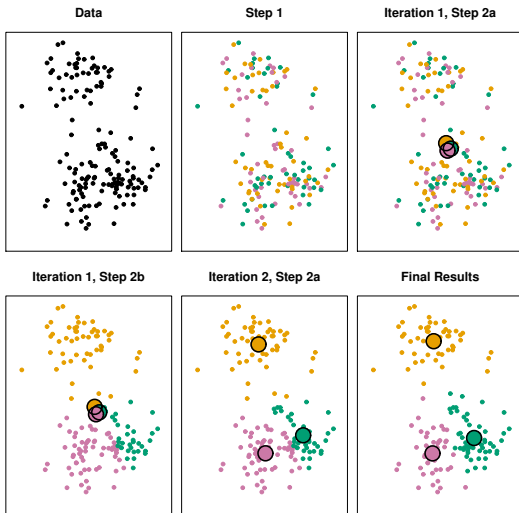 Data
Step 1
Iteration 1, Step 2a
Iteration 1, Step 2b
Iteration 2, Step 2a
Final Results